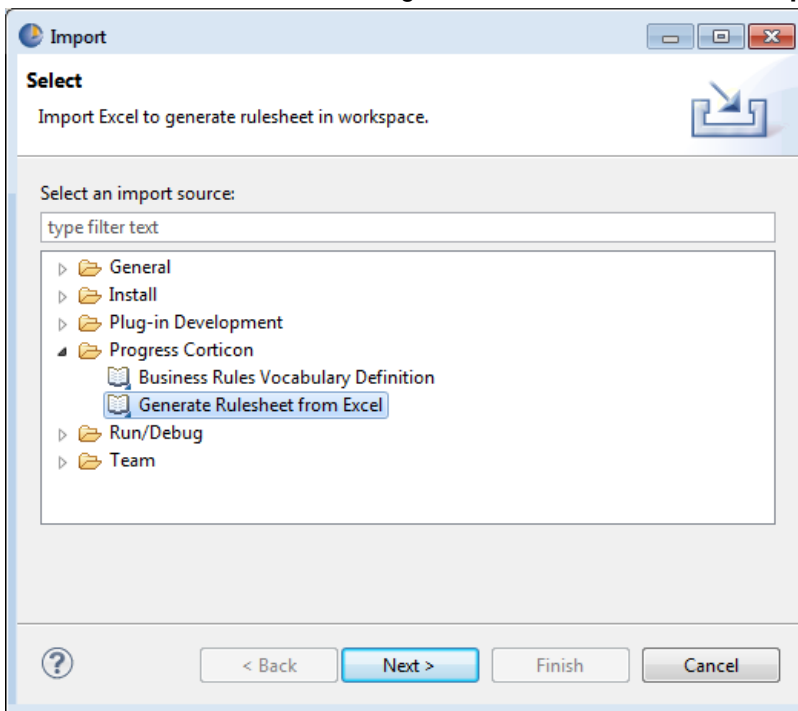 Import
Select
Import Excel to generate rulesheet in workspace.
Select an import source:
type filter text
General
Install
Plug-in Development
Progress Corticon
Business Rules Vocabulary Definition
Generate Rulesheet from Excel
Run/Debug
Team
? < Back Next > Finish Cancel